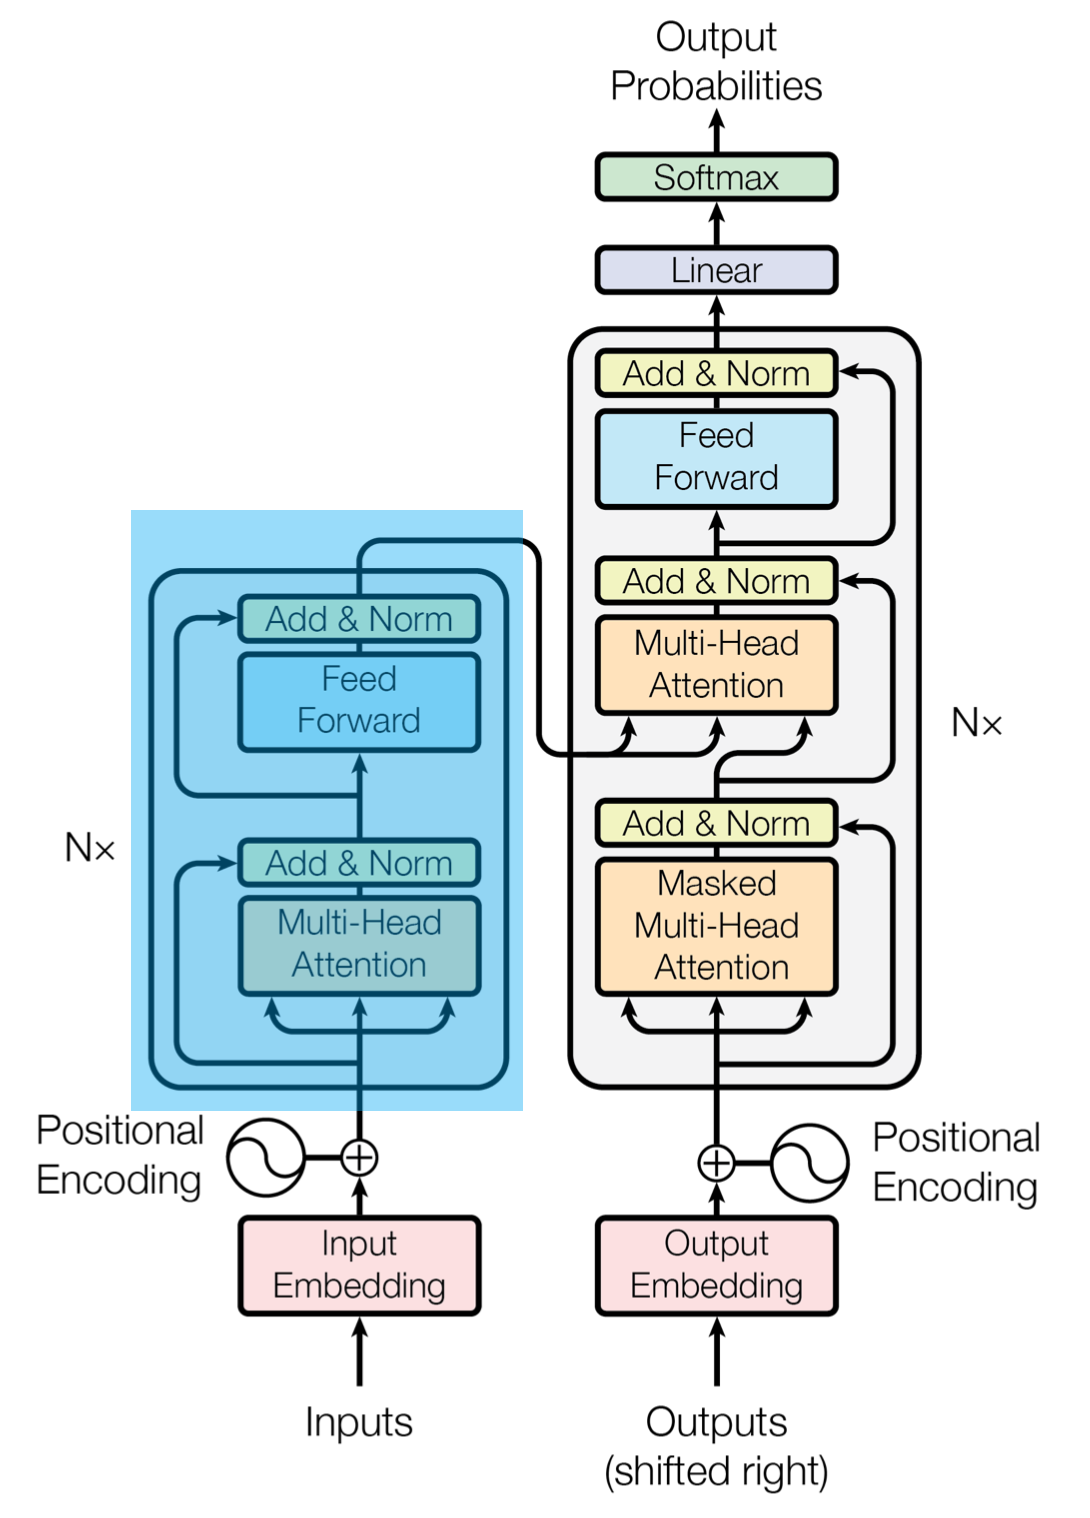 Output
Probabilities
Softmax
Linear
Add & Norm
Feed
Forward
Add & Norm
Multi-Head
Attention
N×
Add & Norm
Masked
Multi-Head
Attention
Add & Norm
Feed
Forward
N×
Add & Norm
Multi-Head
Attention
Positional
Encoding
Positional
Encoding
Input
Embedding
Output
Embedding
Inputs
Outputs
(shifted right)